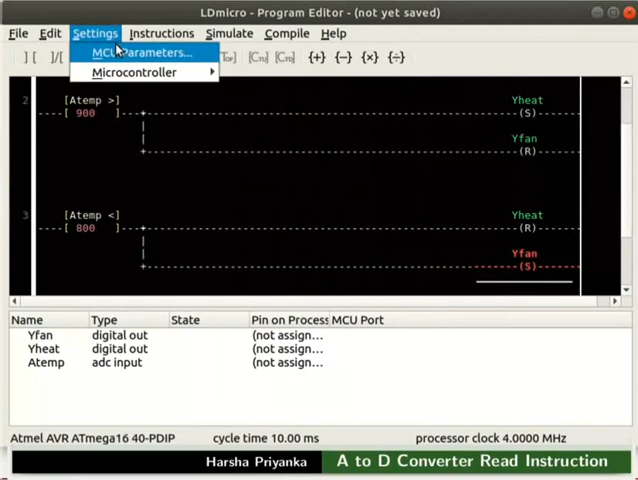 LDmicro - Program Editor - (not yet saved)
File Edit Settings Instructions Simulate Compile Help
] [ ]/[ [CTU] [CTD] {+} {−} {×} {÷}
MCU Parameters...
Microcontroller
2 [Atemp >] Yheat
----[ 900 ]--+--(S)--
Yfan
+--(R)--
3 [Atemp <] Yheat
----[ 800 ]--+--(R)--
Yfan
+--(S)--
Name Type State Pin on Process MCU Port
Yfan digital out (not assign...
Yheat digital out (not assign...
Atemp adc input (not assign...
Atmel AVR ATmega16 40-PDIP cycle time 10.00 ms processor clock 4.0000 MHz
Harsha Priyanka A to D Converter Read Instruction